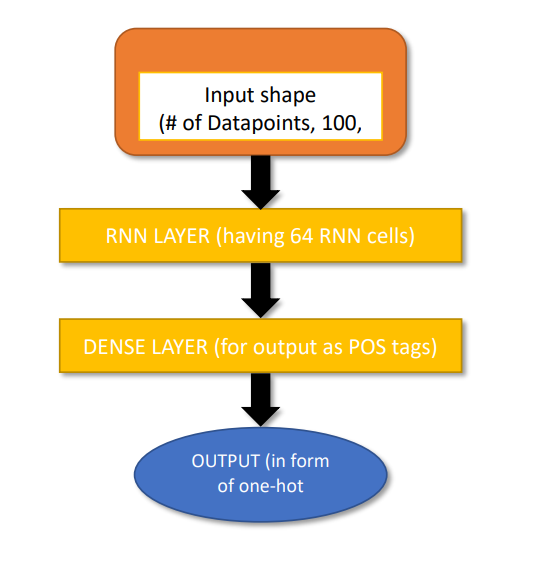 Input shape
(# of Datapoints, 100,
RNN LAYER (having 64 RNN cells)
DENSE LAYER (for output as POS tags)
OUTPUT (in form
of one-hot